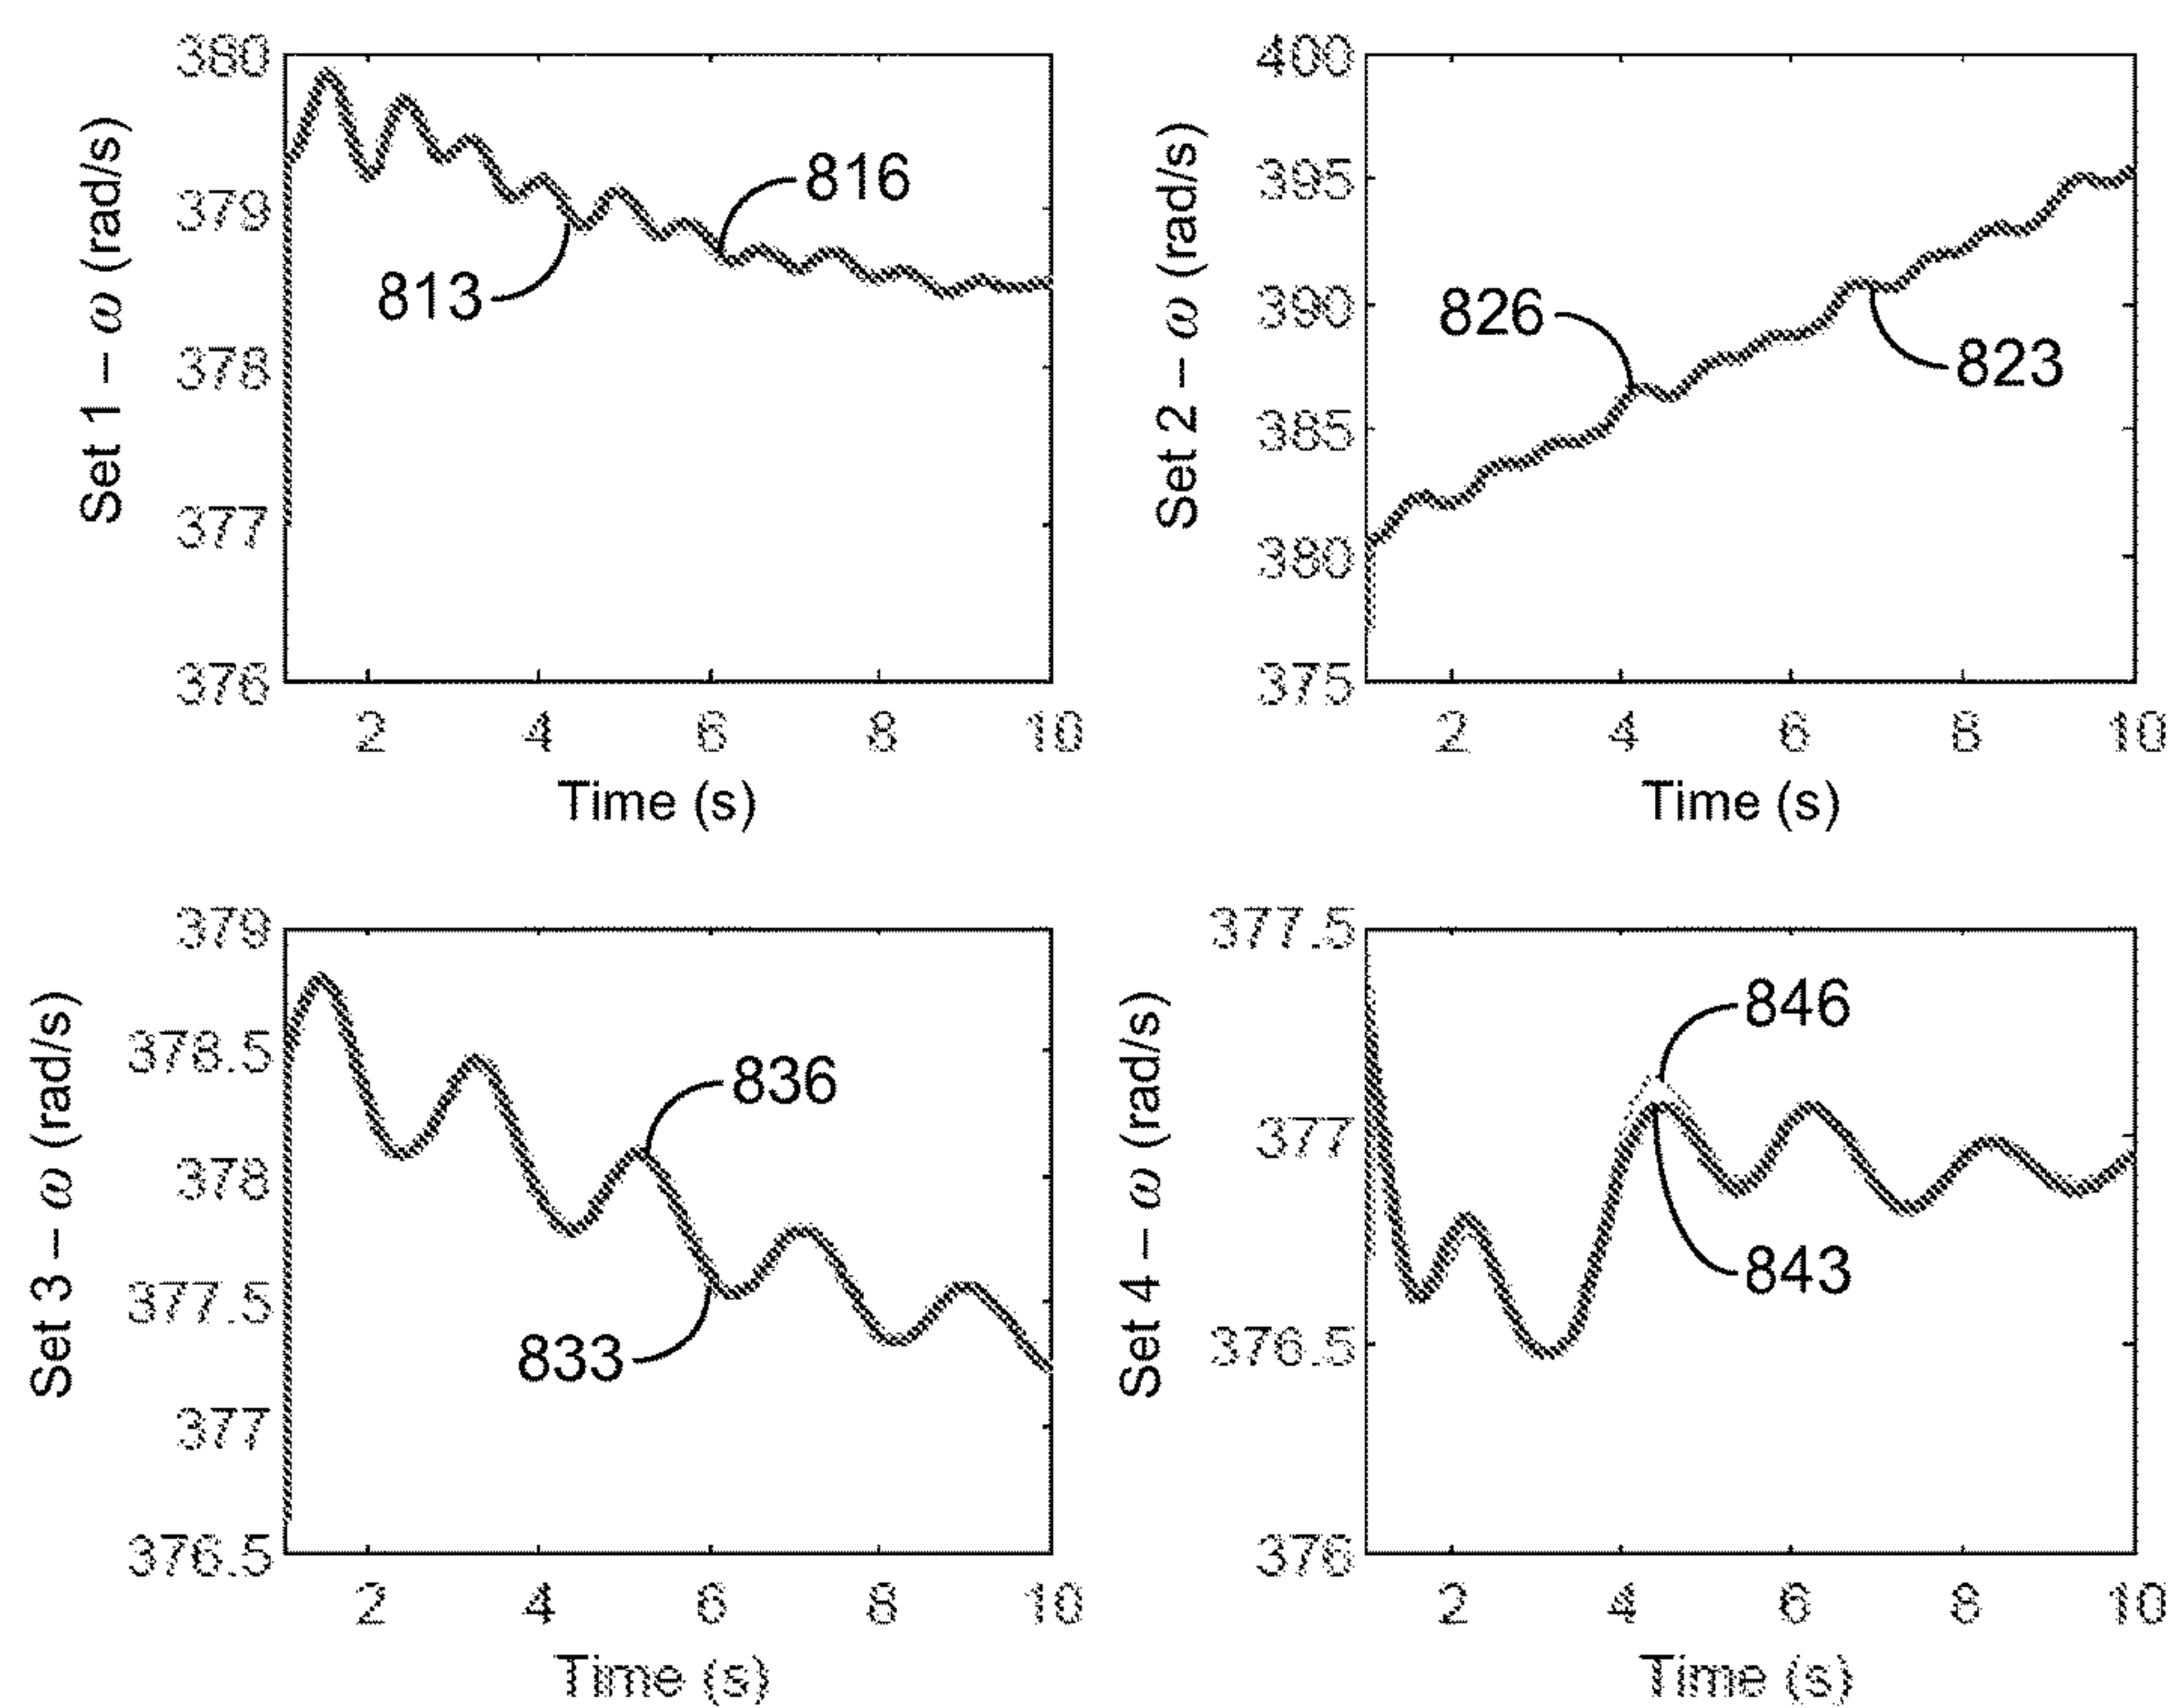 Set 1 – ω (rad/s)
380
379
378
377
376
816
813
2 4 6 8 10
Time (s)
Set 2 – ω (rad/s)
400
395
390
385
380
375
826
823
2 4 6 8 10
Time (s)
Set 3 – ω (rad/s)
379
378.5
378
377.5
377
376.5
836
833
2 4 6 8 10
Time (s)
Set 4 – ω (rad/s)
377.5
377
376.5
376
846
843
2 4 6 8 10
Time (s)